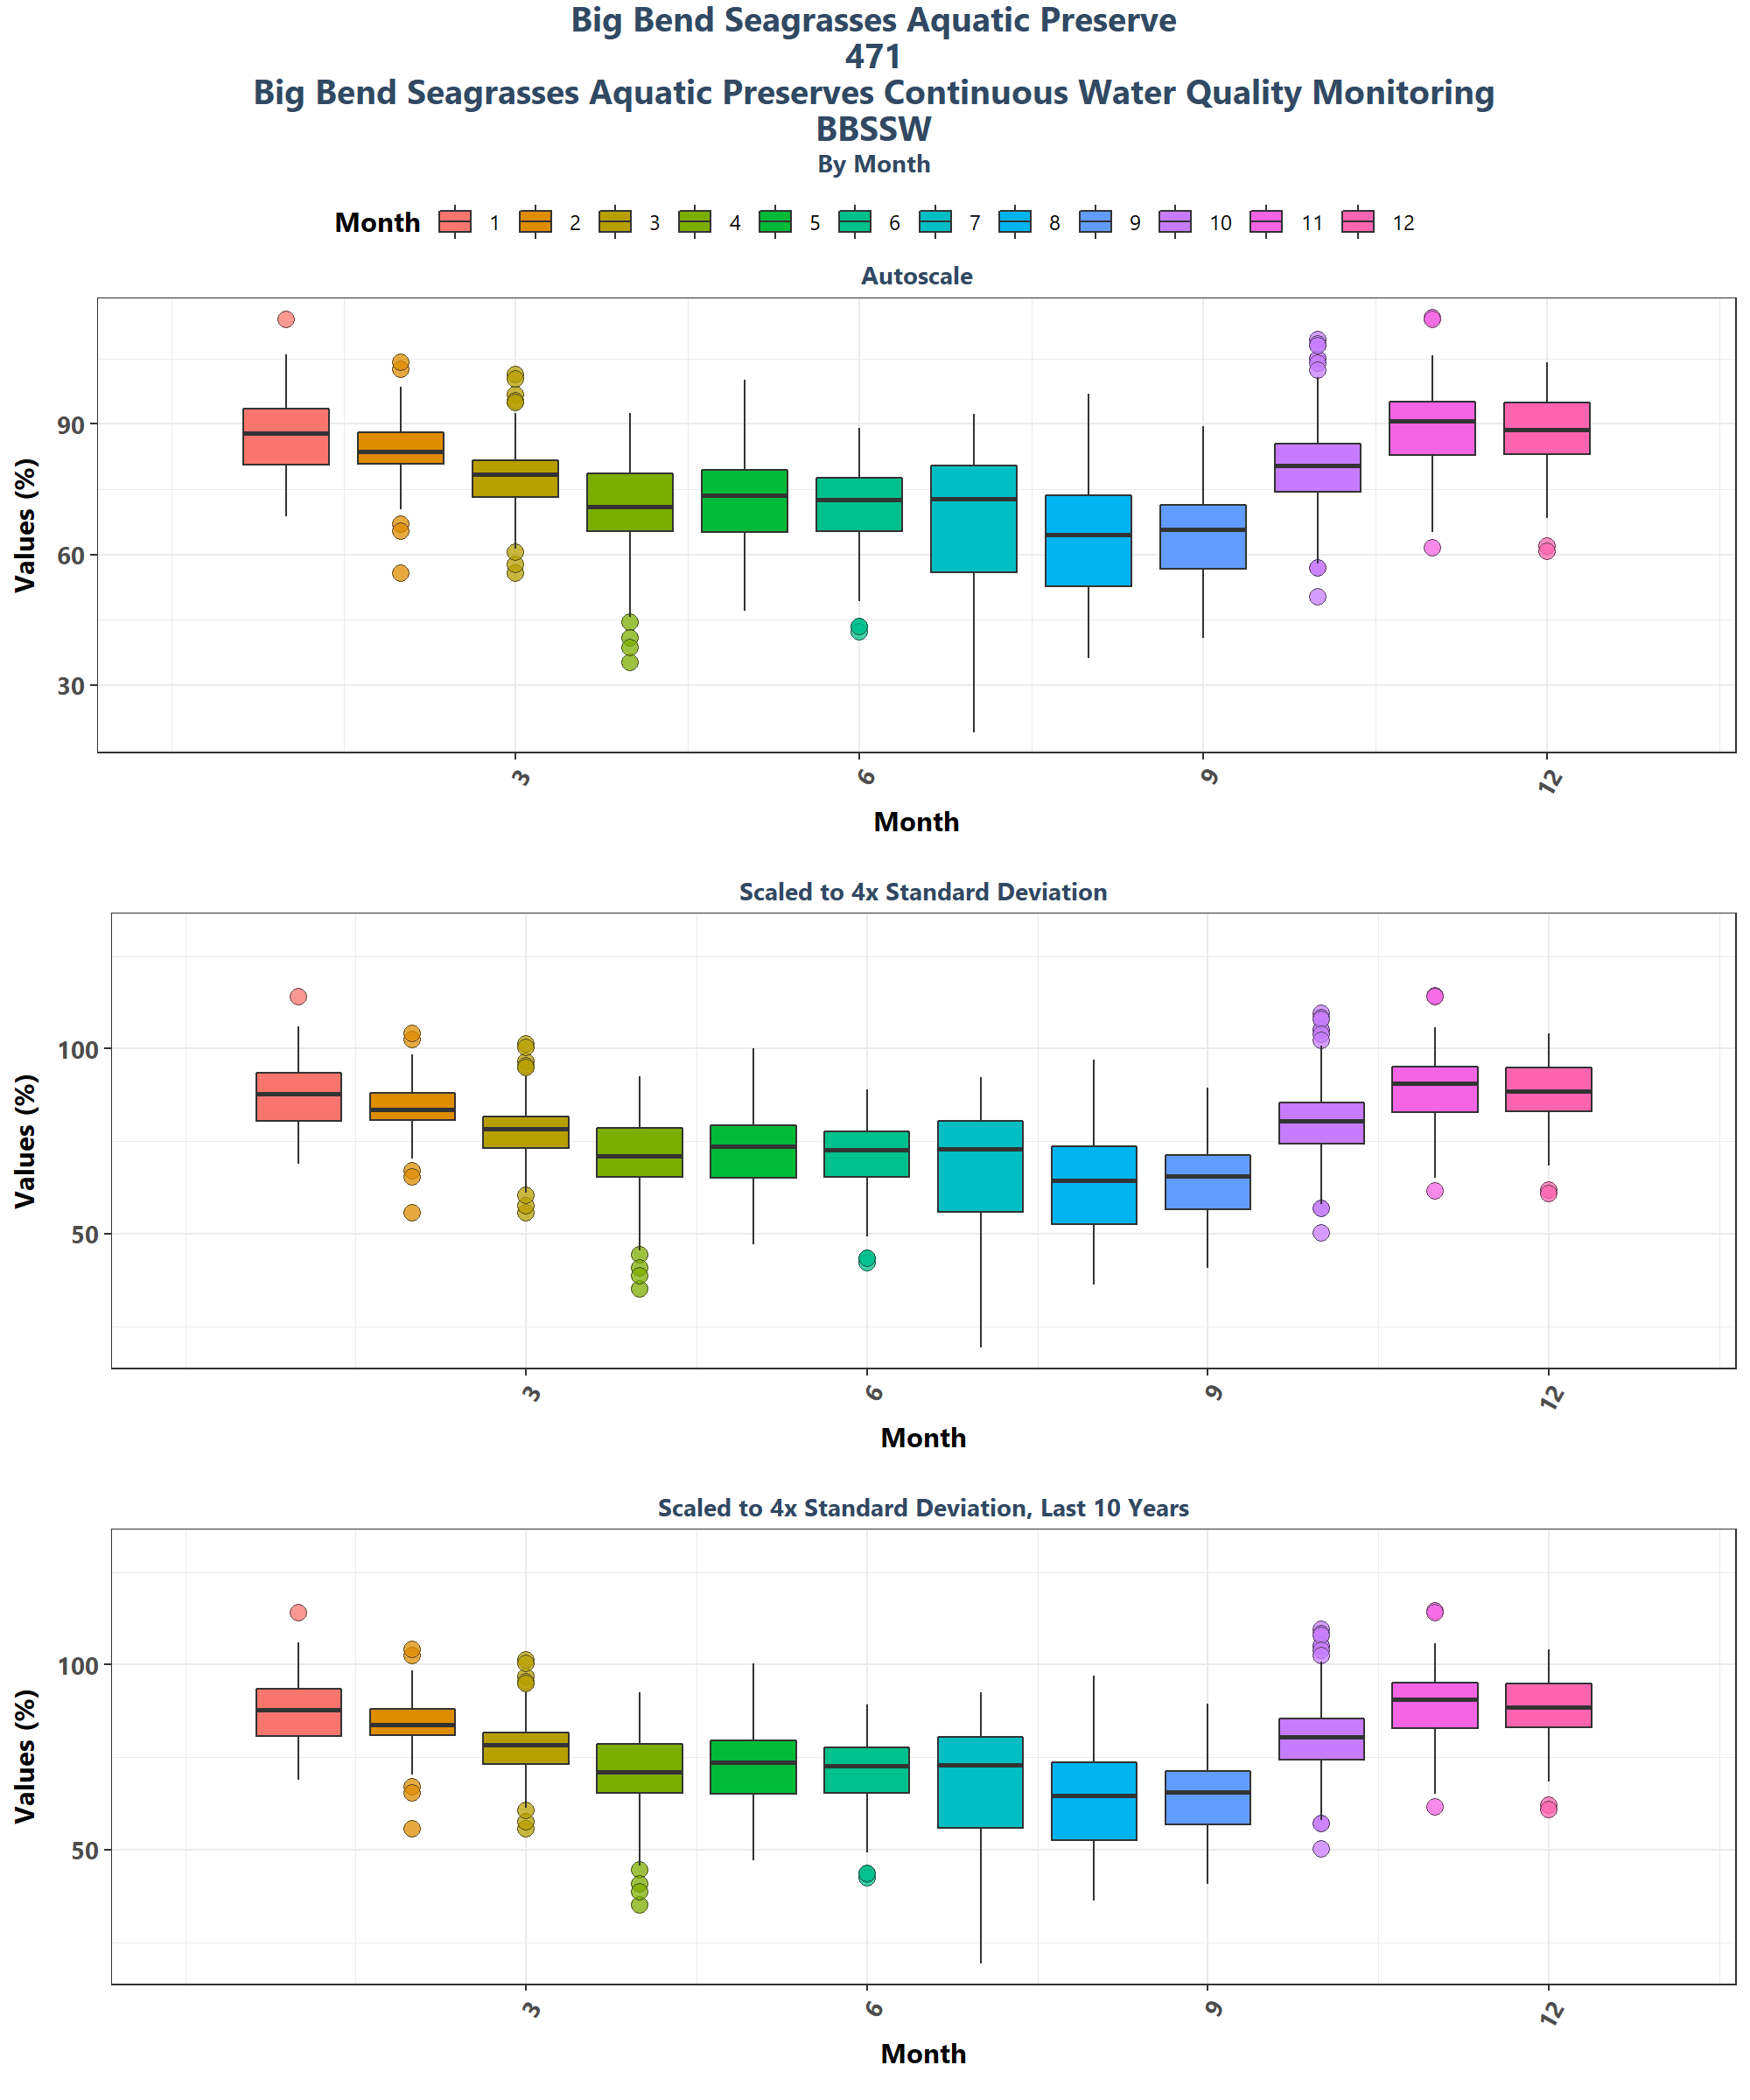 Big Bend Seagrasses Aquatic Preserve
471
Big Bend Seagrasses Aquatic Preserves Continuous Water Quality Monitoring
BBSSW
By Month
Month 1 2 3 4 5 6 7 8 9 10 11 12
Autoscale
Values (%)
90
60
30
3 6 9 12
Month
Scaled to 4x Standard Deviation
Values (%)
100
50
3 6 9 12
Month
Scaled to 4x Standard Deviation, Last 10 Years
Values (%)
100
50
3 6 9 12
Month